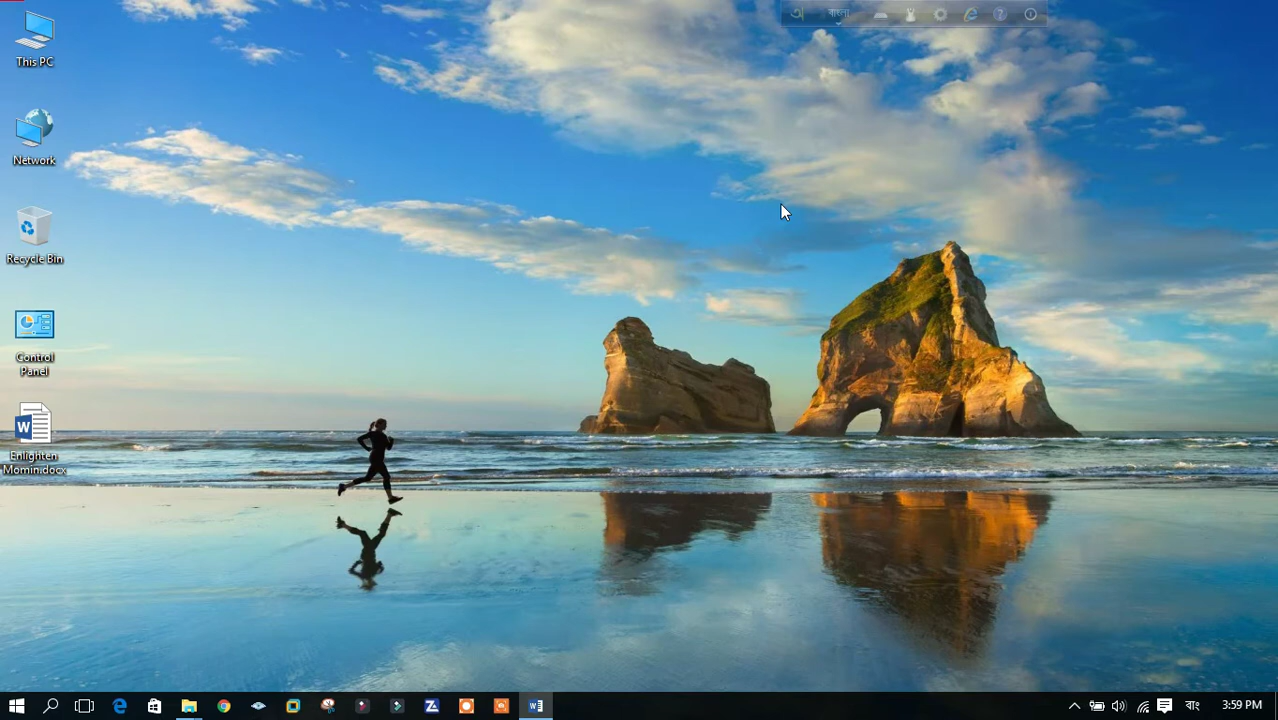 বাংলা
This PC
Network
Recycle Bin
Control
Panel
W
Enlighten
Momin.docx
বাং
3:59 PM